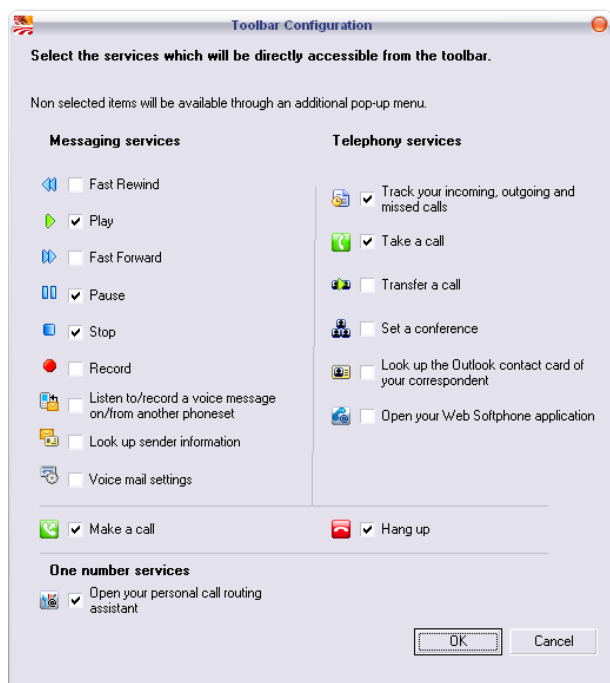 Toolbar Configuration
Select the services which will be directly accessible from the toolbar.
Non selected items will be available through an additional pop-up menu.
Messaging services
Fast Rewind
Play
Fast Forward
Pause
Stop
Record
Listen to/record a voice message
on/from another phoneset
Look up sender information
Voice mail settings
Telephony services
Track your incoming, outgoing and
missed calls
Take a call
Transfer a call
Set a conference
Look up the Outlook contact card of
your correspondent
Open your Web Softphone application
Make a call
Hang up
One number services
Open your personal call routing
assistant
OK
Cancel